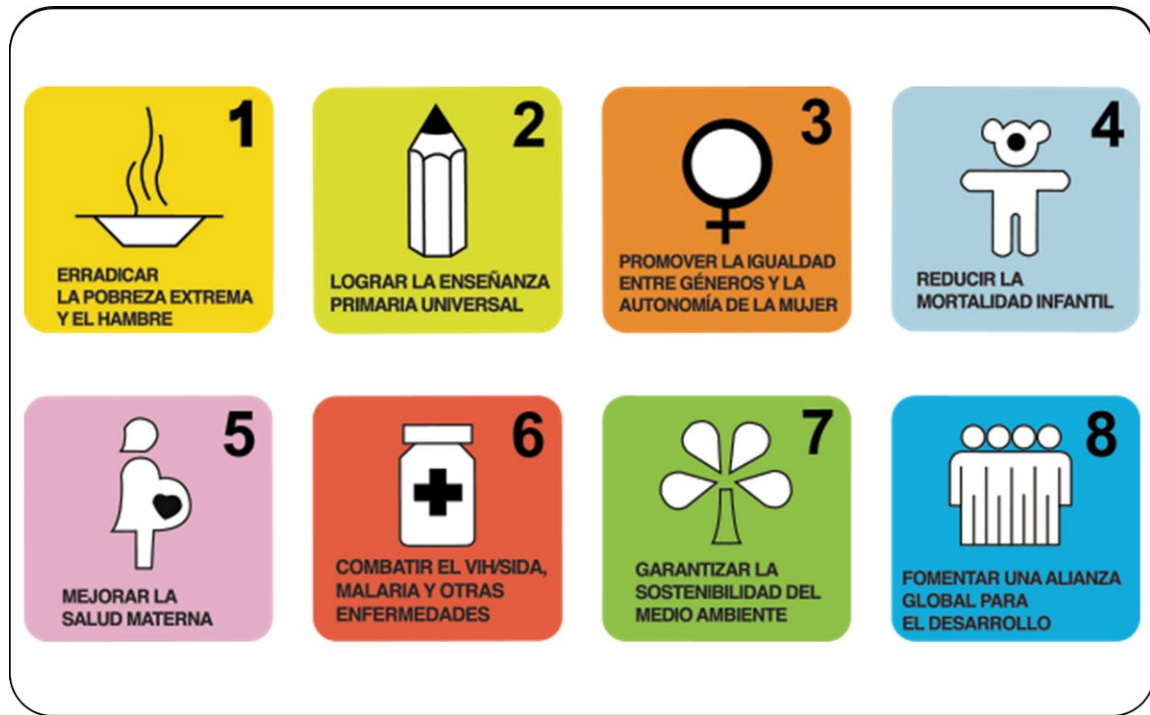 1
ERRADICAR
LA POBREZA EXTREMA
Y EL HAMBRE
2
LOGRAR LA ENSEÑANZA
PRIMARIA UNIVERSAL
3
PROMOVER LA IGUALDAD
ENTRE GÉNEROS Y LA
AUTONOMÍA DE LA MUJER
4
REDUCIR LA
MORTALIDAD INFANTIL
5
MEJORAR LA
SALUD MATERNA
6
COMBATIR EL VIH/SIDA,
MALARIA Y OTRAS
ENFERMEDADES
7
GARANTIZAR LA
SOSTENIBILIDAD DEL
MEDIO AMBIENTE
8
FOMENTAR UNA ALIANZA
GLOBAL PARA
EL DESARROLLO